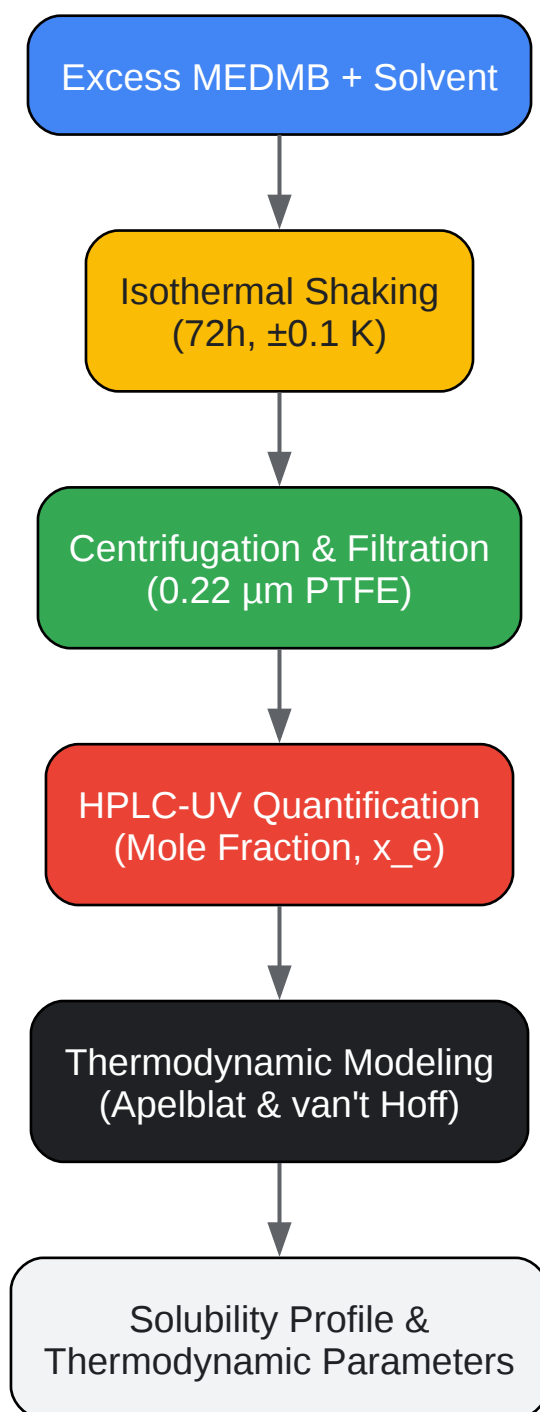 Excess MEDMB + Solvent
Isothermal Shaking
(72h, ±0.1 K)
Centrifugation & Filtration
(0.22 µm PTFE)
HPLC-UV Quantification
(Mole Fraction, x_e)
Thermodynamic Modeling
(Apelblat & van't Hoff)
Solubility Profile &
Thermodynamic Parameters